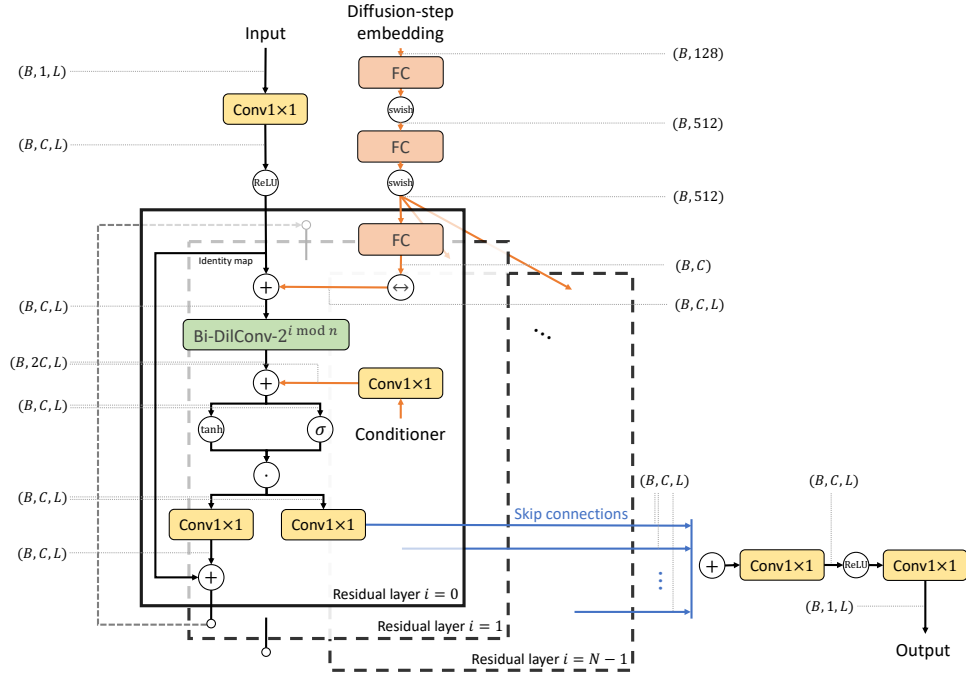 Diffusion-step
embedding
Input
(B, 128)
(B, 1, L)
FC
Conv1×1
swish
(B, 512)
(B, C, L)
FC
ReLU
swish
(B, 512)
FC
Identity map
(B, C)
+
↔
(B, C, L)
(B, C, L)
Bi-DilConv-2^{i mod n}
(B, 2C, L)
+
Conv1×1
(B, C, L)
tanh
σ
Conditioner
·
(B, C, L)
(B, C, L)
(B, C, L)
Conv1×1
Conv1×1
Skip connections
(B, C, L)
+
+
Conv1×1
ReLU
Conv1×1
Residual layer i = 0
(B, 1, L)
Residual layer i = 1
Output
Residual layer i = N − 1